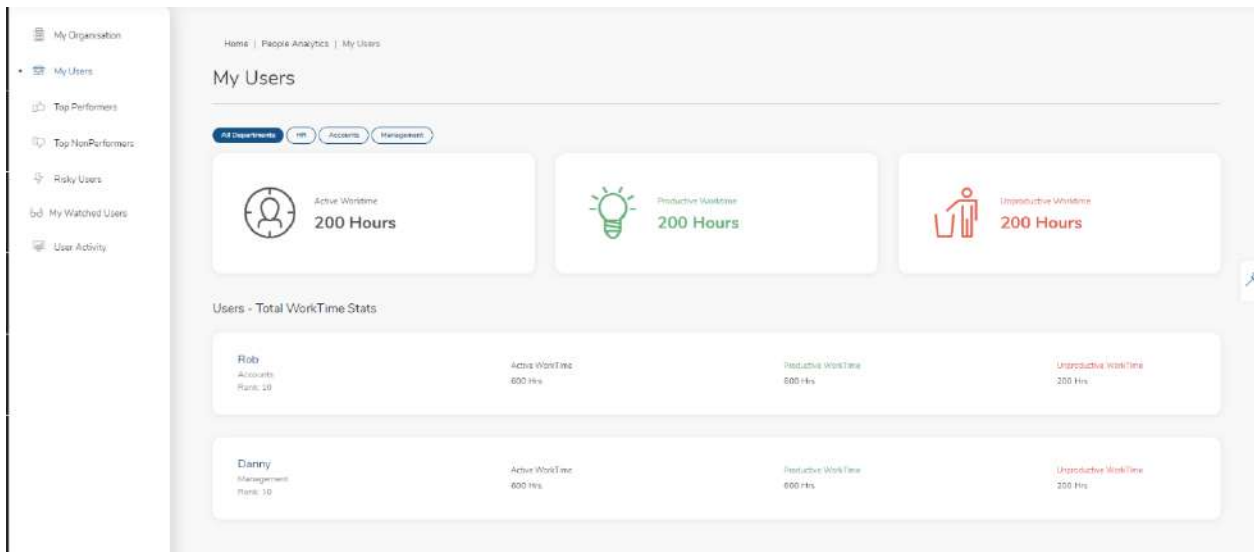 My Organisation
My Users
Top Performers
Top NonPerformers
Risky Users
My Watched Users
User Activity
Home | People Analytics | My Users
My Users
All Departments HR Accounts Management
Active Worktime
200 Hours
Productive Worktime
200 Hours
Unproductive Worktime
200 Hours
Users - Total WorkTime Stats
Rob
Accounts
Rank: 10
Active WorkTime
600 Hrs
Productive WorkTime
600 Hrs
Unproductive WorkTime
200 Hrs
Danny
Management
Rank: 10
Active WorkTime
600 Hrs
Productive WorkTime
600 Hrs
Unproductive WorkTime
200 Hrs